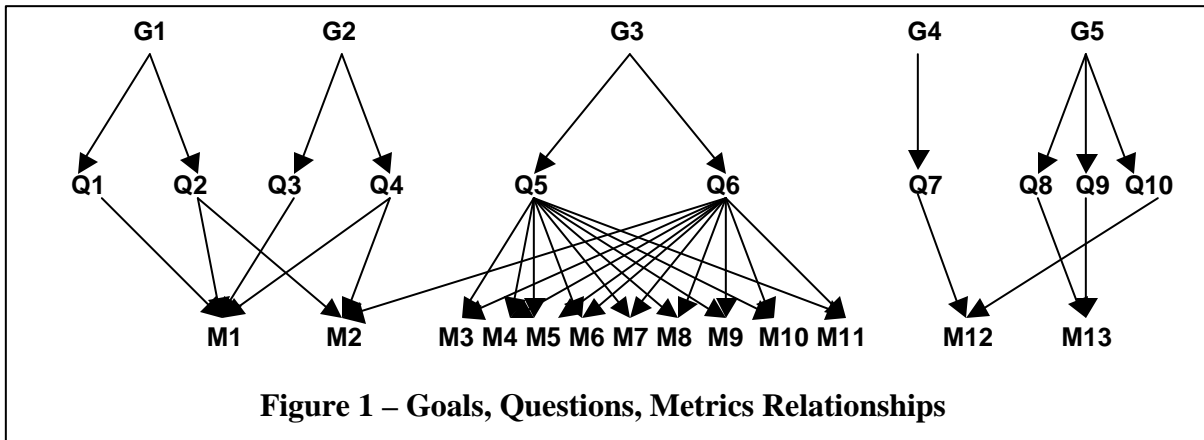 G1 G2 G3 G4 G5
Q1 Q2 Q3 Q4 Q5 Q6 Q7 Q8 Q9 Q10
M1 M2 M3 M4 M5 M6 M7 M8 M9 M10 M11 M12 M13
Figure 1 – Goals, Questions, Metrics Relationships